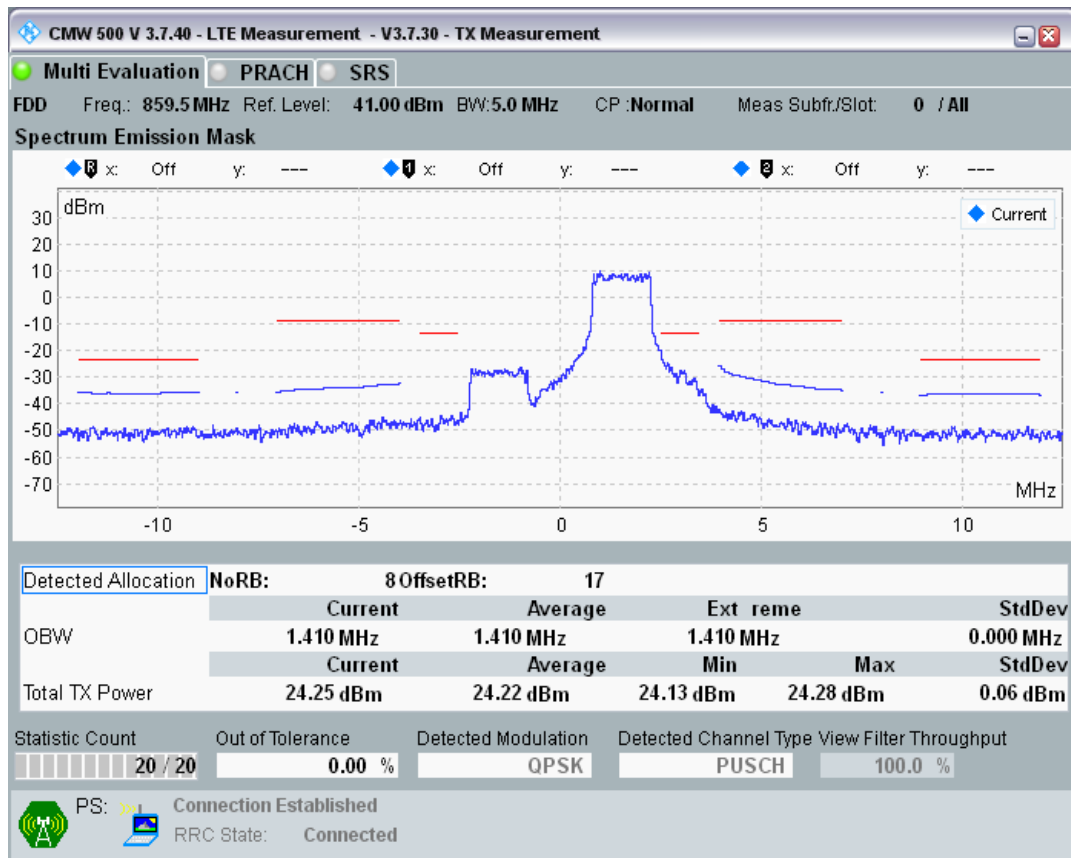 CMW 500 V 3.7.40 - LTE Measurement - V3.7.30 - TX Measurement
Multi Evaluation PRACH SRS
FDD Freq.: 859.5 MHz Ref. Level: 41.00 dBm BW:5.0 MHz CP :Normal Meas Subfr./Slot: 0 / All
Spectrum Emission Mask
R x: Off y: --- 1 x: Off y: --- 2 x: Off y: ---
dBm
Current
30
20
10
0
-10
-20
-30
-40
-50
-60
-70
MHz
-10 -5 0 5 10
Detected Allocation NoRB: 8 OffsetRB: 17
Current Average Ext reme StdDev
OBW 1.410 MHz 1.410 MHz 1.410 MHz 0.000 MHz
Current Average Min Max StdDev
Total TX Power 24.25 dBm 24.22 dBm 24.13 dBm 24.28 dBm 0.06 dBm
Statistic Count Out of Tolerance Detected Modulation Detected Channel Type View Filter Throughput
20 / 20 0.00 % QPSK PUSCH 100.0 %
PS: Connection Established
RRC State: Connected